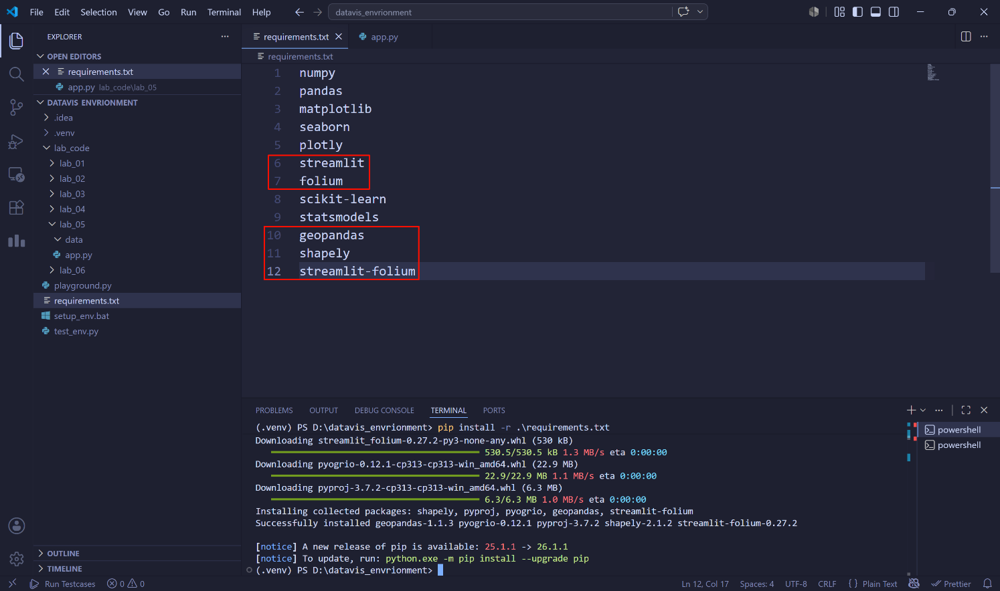 File Edit Selection View Go Run Terminal Help
datavis_envrionment
EXPLORER
OPEN EDITORS
requirements.txt
app.py lab_code\lab_05
DATAVIS_ENVRIONMENT
.idea
.venv
lab_code
lab_01
lab_02
lab_03
lab_04
lab_05
data
app.py
lab_06
playground.py
requirements.txt
setup_env.bat
test_env.py
OUTLINE
TIMELINE
requirements.txt app.py
requirements.txt
1 numpy
2 pandas
3 matplotlib
4 seaborn
5 plotly
6 streamlit
7 folium
8 scikit-learn
9 statsmodels
10 geopandas
11 shapely
12 streamlit-folium
PROBLEMS OUTPUT DEBUG CONSOLE TERMINAL PORTS
(.venv) PS D:\datavis_envrionment> pip install -r .\requirements.txt
Downloading streamlit_folium-0.27.2-py3-none-any.whl (530 kB)
530.5/530.5 kB 1.3 MB/s eta 0:00:00
Downloading pyogrio-0.12.1-cp313-cp313-win_amd64.whl (22.9 MB)
22.9/22.9 MB 1.1 MB/s eta 0:00:00
Downloading pyproj-3.7.2-cp313-cp313-win_amd64.whl (6.3 MB)
6.3/6.3 MB 1.0 MB/s eta 0:00:00
Installing collected packages: shapely, pyproj, pyogrio, geopandas, streamlit-folium
Successfully installed geopandas-1.1.3 pyogrio-0.12.1 pyproj-3.7.2 shapely-2.1.2 streamlit-folium-0.27.2
[notice] A new release of pip is available: 25.1.1 -> 26.1.1
[notice] To update, run: python.exe -m pip install --upgrade pip
(.venv) PS D:\datavis_envrionment>
powershell
powershell
Run Testcases 0 0 Ln 12, Col 17 Spaces: 4 UTF-8 CRLF {} Plain Text Prettier